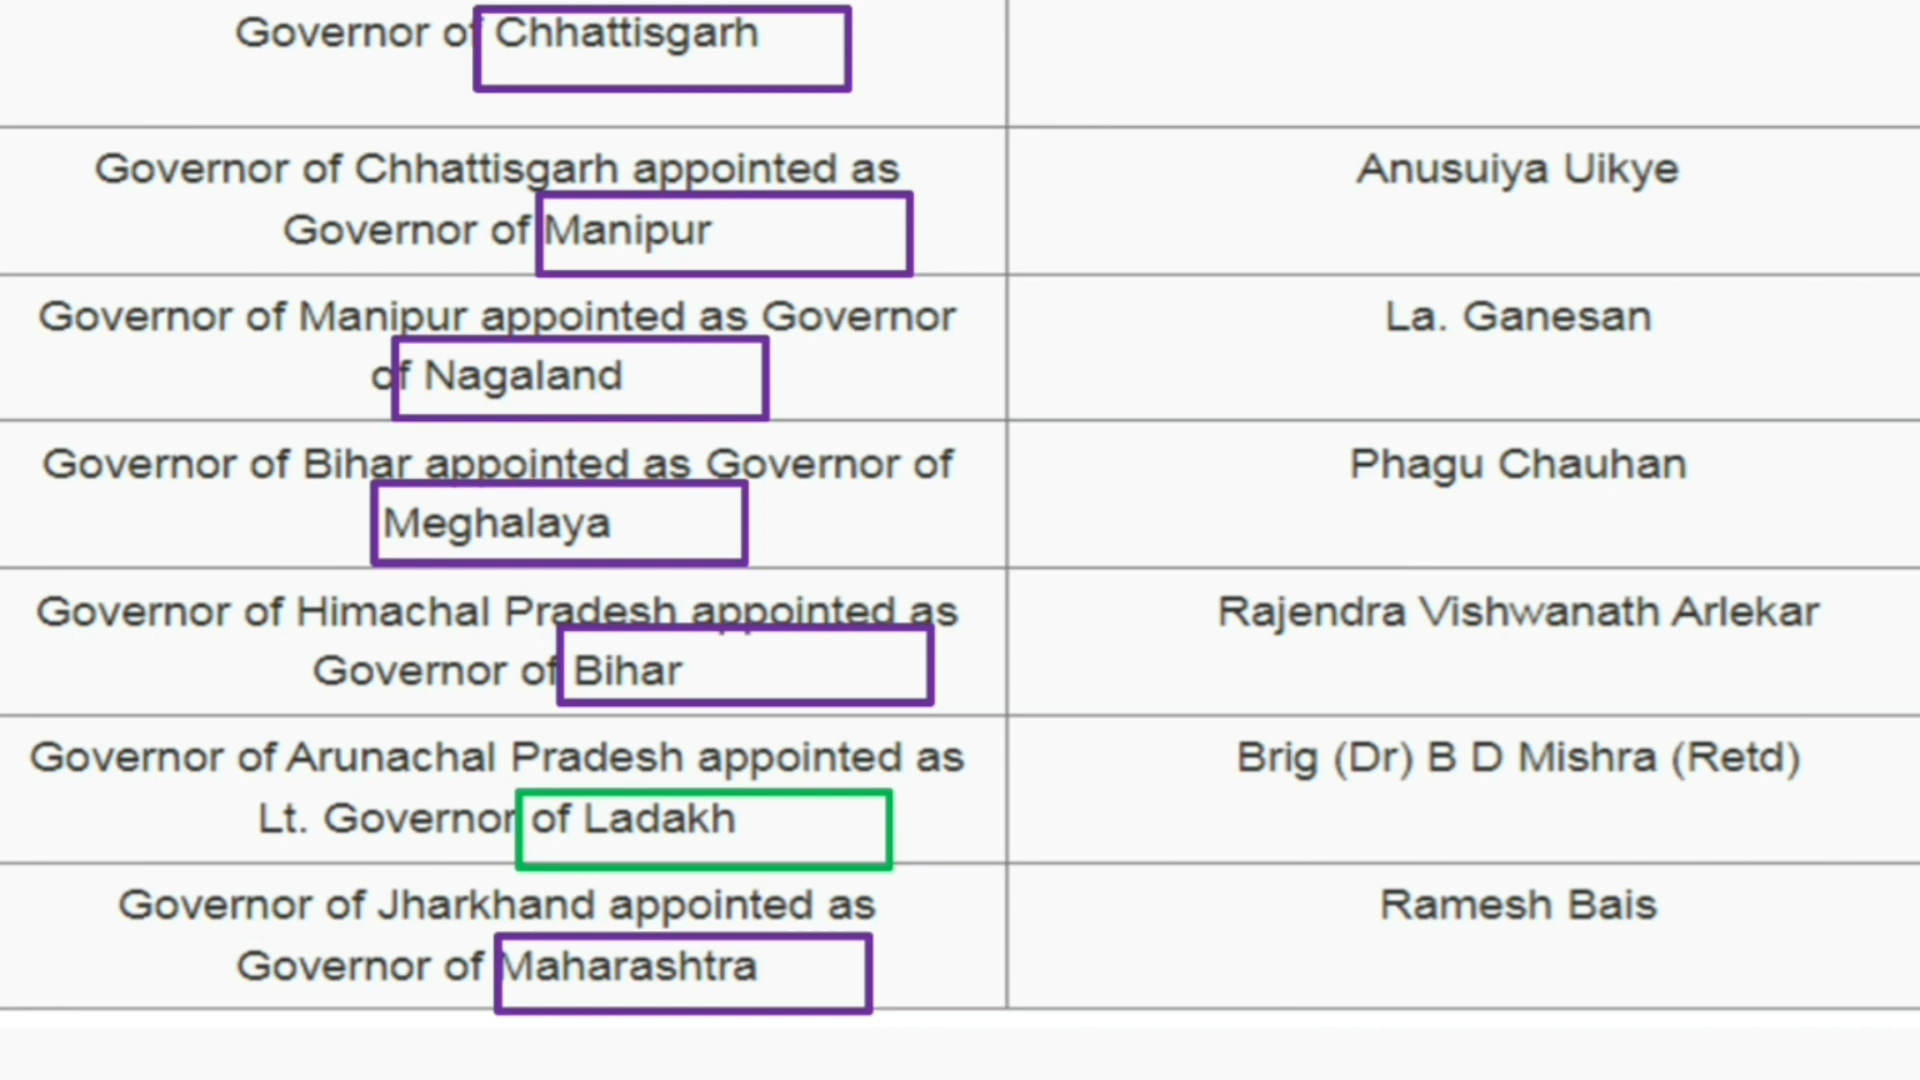 Governor of Chhattisgarh
Governor of Chhattisgarh appointed as
Governor of Manipur
Anusuiya Uikye
Governor of Manipur appointed as Governor
of Nagaland
La. Ganesan
Governor of Bihar appointed as Governor of
Meghalaya
Phagu Chauhan
Governor of Himachal Pradesh appointed as
Governor of Bihar
Rajendra Vishwanath Arlekar
Governor of Arunachal Pradesh appointed as
Lt. Governor of Ladakh
Brig (Dr) B D Mishra (Retd)
Governor of Jharkhand appointed as
Governor of Maharashtra
Ramesh Bais